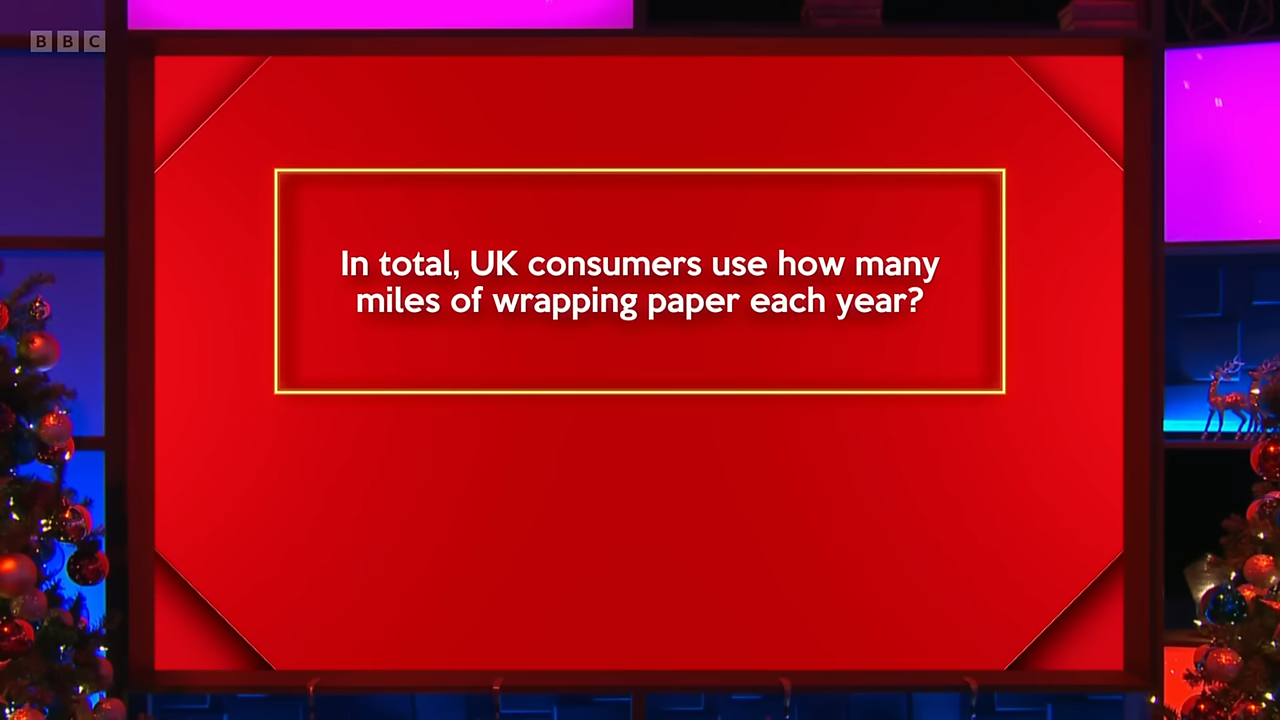 BBC
In total, UK consumers use how many
miles of wrapping paper each year?